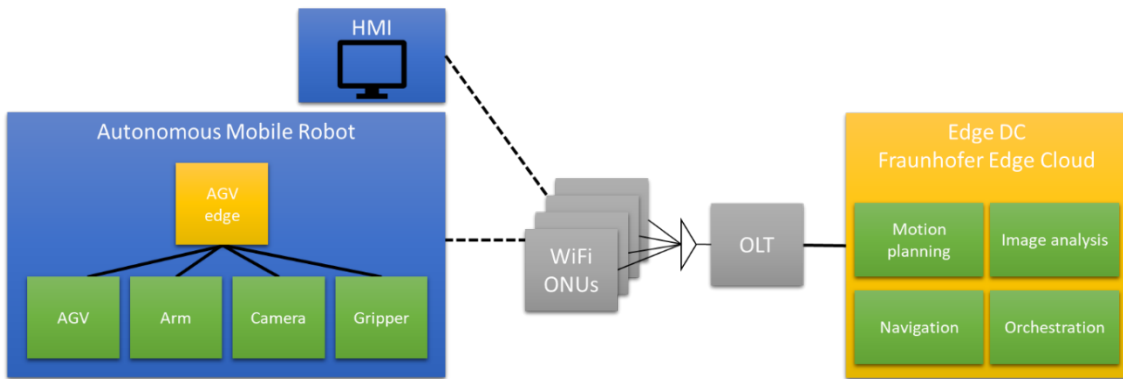 HMI
Autonomous Mobile Robot
AGV
edge
AGV
Arm
Camera
Gripper
WiFi
ONUs
OLT
Edge DC
Fraunhofer Edge Cloud
Motion
planning
Image analysis
Navigation
Orchestration